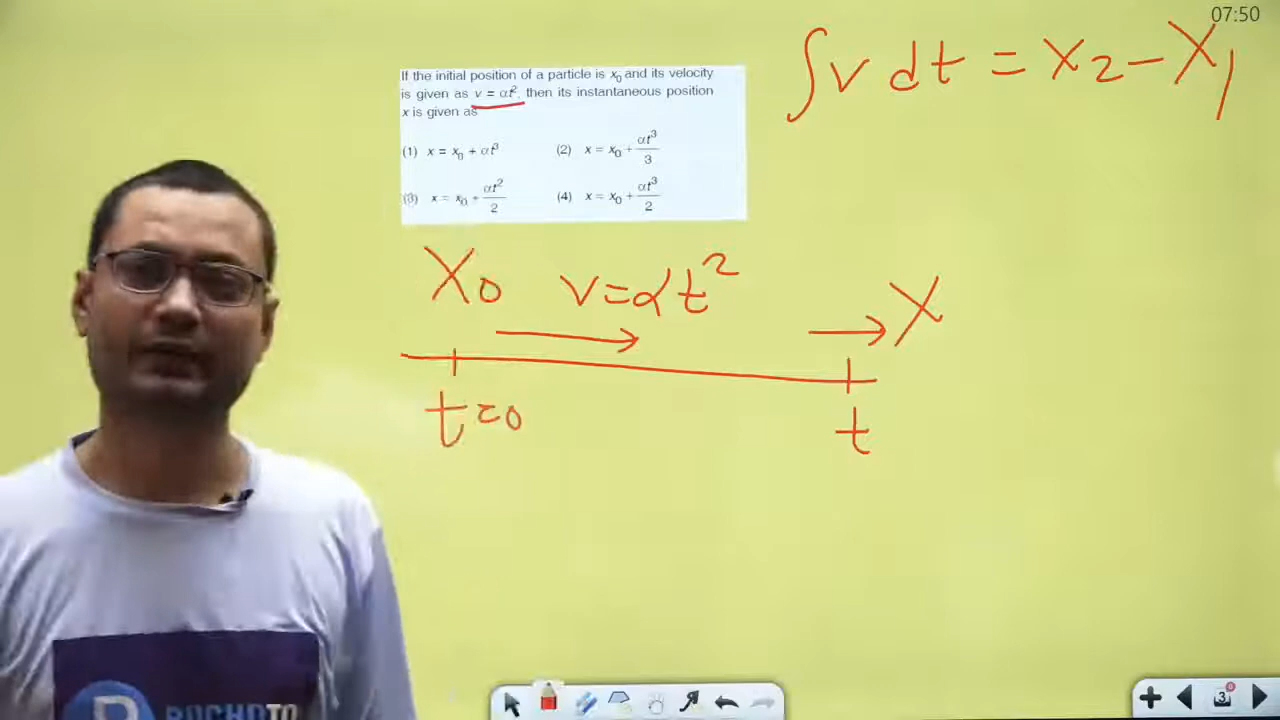 07:50
∫v dt = x2 - x1
If the initial position of a particle is x₀ and its velocity
is given as v = αt², then its instantaneous position
x is given as
(1) x = x₀ + αt³
(2) x = x₀ + αt³/3
(3) x = x₀ + αt²/2
(4) x = x₀ + αt³/2
x0 v=αt² x
t=0 t
3